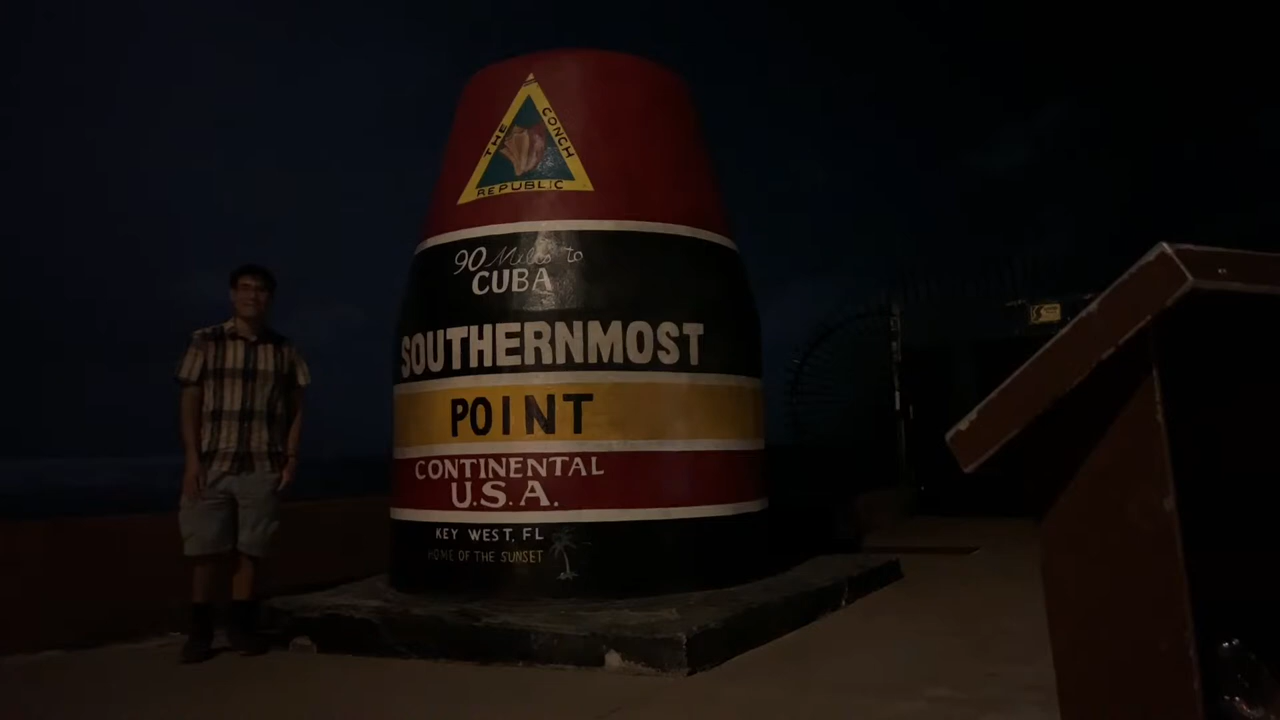 THE CONCH
REPUBLIC
90 Miles to
CUBA
SOUTHERNMOST
POINT
CONTINENTAL
U.S.A.
KEY WEST, FL
HOME OF THE SUNSET